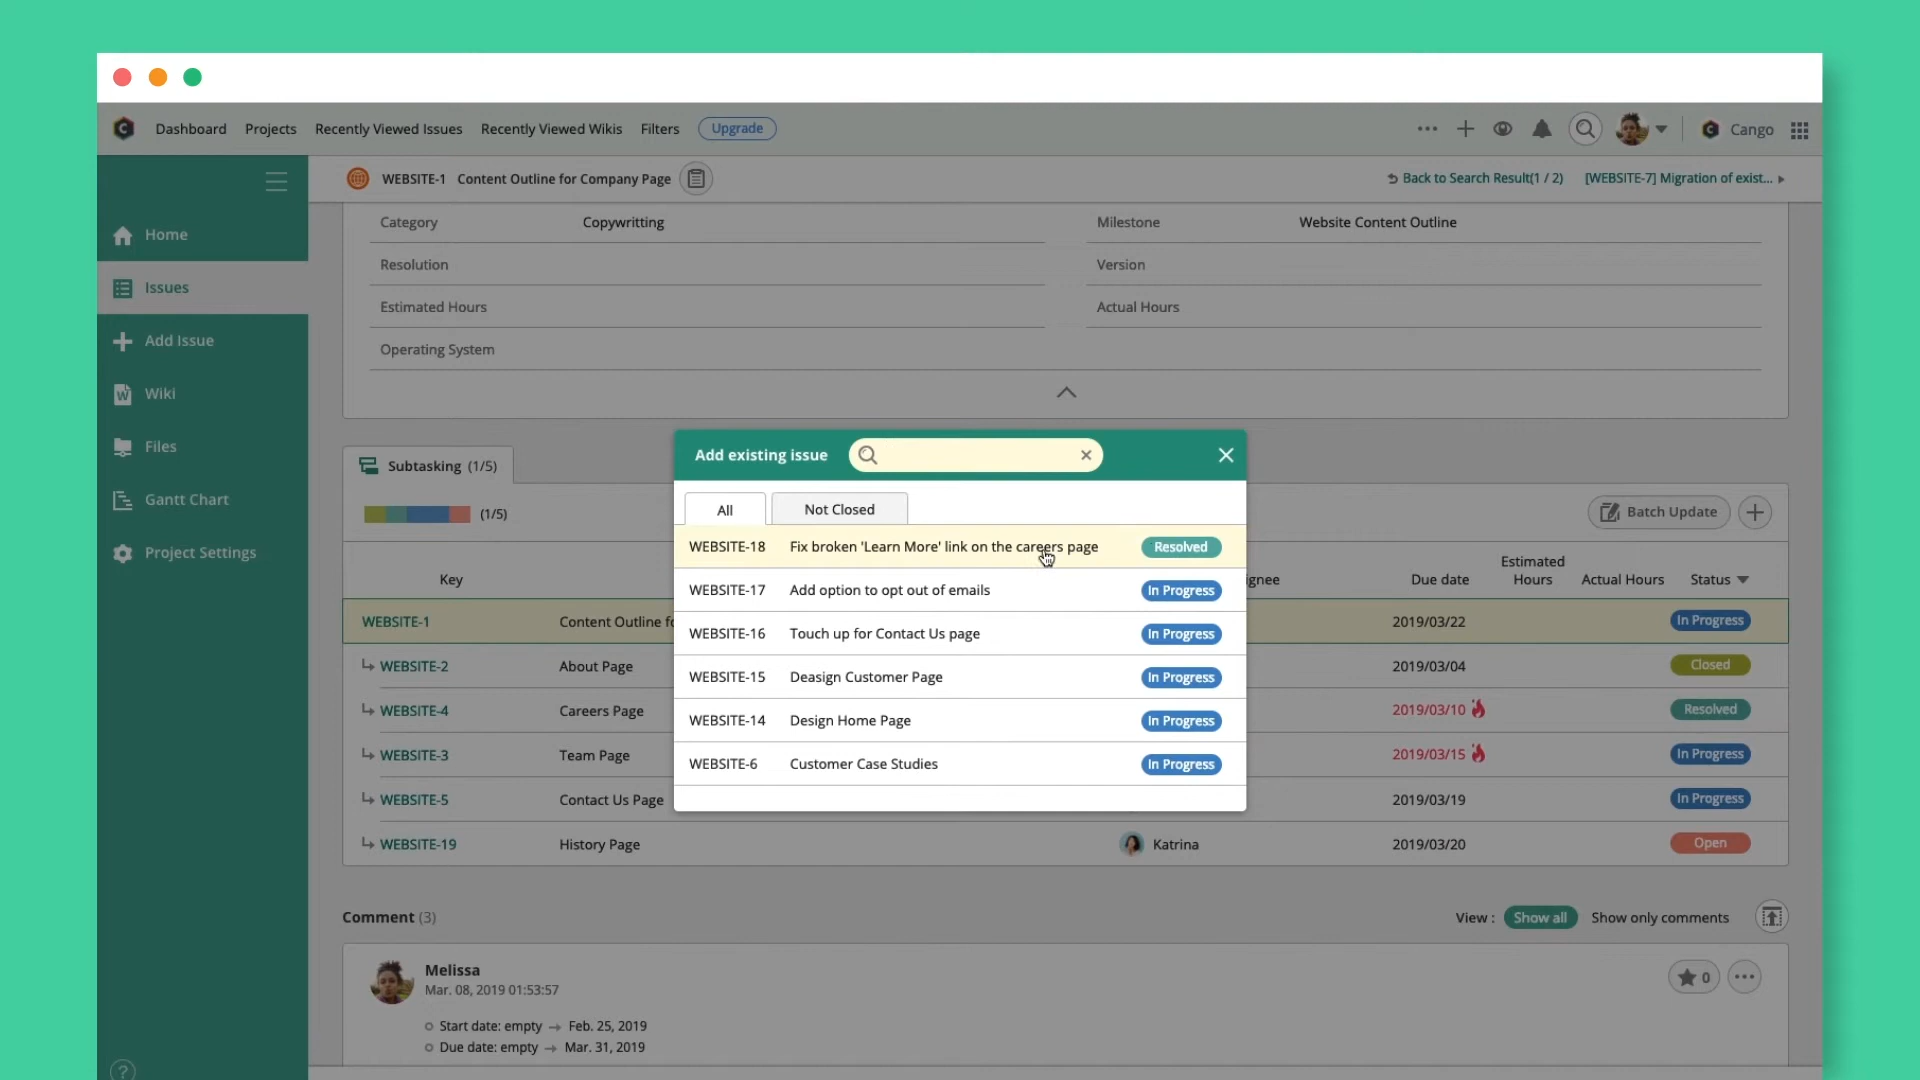 Dashboard Projects Recently Viewed Issues Recently Viewed Wikis Filters Upgrade Cango
WEBSITE-1 Content Outline for Company Page Back to Search Result(1 / 2) [WEBSITE-7] Migration of exist...
Home
Issues
Add Issue
Wiki
Files
Gantt Chart
Project Settings
Category Copywritting Milestone Website Content Outline
Resolution Version
Estimated Hours Actual Hours
Operating System
Subtasking (1/5)
(1/5) Batch Update
Add existing issue
All Not Closed
WEBSITE-18 Fix broken 'Learn More' link on the careers page Resolved
WEBSITE-17 Add option to opt out of emails In Progress
WEBSITE-16 Touch up for Contact Us page In Progress
WEBSITE-15 Deasign Customer Page In Progress
WEBSITE-14 Design Home Page In Progress
WEBSITE-6 Customer Case Studies In Progress
Key gnee Due date Estimated Hours Actual Hours Status
WEBSITE-1 Content Outline fo 2019/03/22 In Progress
WEBSITE-2 About Page 2019/03/04 Closed
WEBSITE-4 Careers Page 2019/03/10 Resolved
WEBSITE-3 Team Page 2019/03/15 In Progress
WEBSITE-5 Contact Us Page 2019/03/19 In Progress
WEBSITE-19 History Page Katrina 2019/03/20 Open
Comment (3) View : Show all Show only comments
Melissa
Mar. 08, 2019 01:53:57
0
Start date: empty → Feb. 25, 2019
Due date: empty → Mar. 31, 2019
?